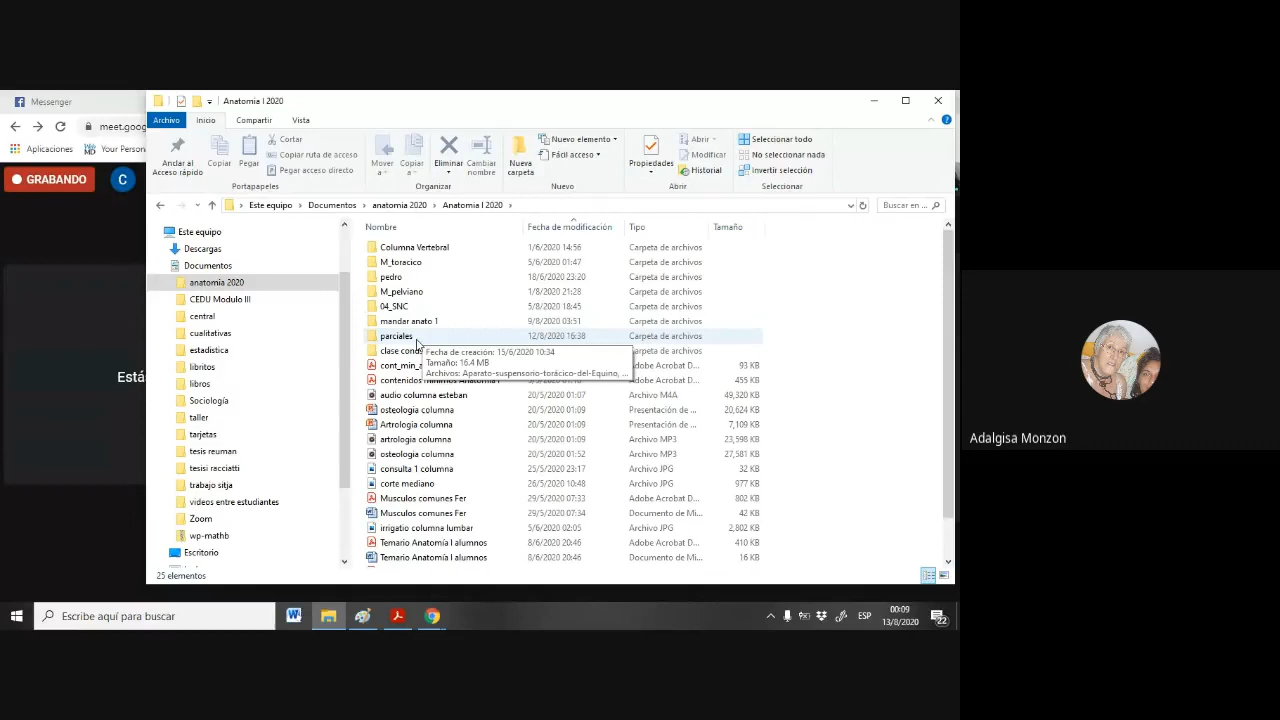 Messenger
Anatomia I 2020
Archivo Inicio Compartir Vista
meet.goog
Aplicaciones Your Person
GRABANDO C
Anclar al Acceso rápido
Copiar
Pegar
Cortar
Copiar ruta de acceso
Pegar acceso directo
Portapapeles
Mover a
Copiar a
Eliminar
Cambiar nombre
Organizar
Nueva carpeta
Nuevo elemento
Fácil acceso
Nuevo
Propiedades
Abrir
Modificar
Historial
Abrir
Seleccionar todo
No seleccionar nada
Invertir selección
Seleccionar
Este equipo > Documentos > anatomia 2020 > Anatomia I 2020 >
Buscar en ...
Este equipo
Descargas
Documentos
anatomia 2020
CEDU Modulo III
central
cualitativas
estadistica
libritos
libros
Sociología
taller
tarjetas
tesis reuman
tesisi racciatti
trabajo sitja
videos entre estudiantes
Zoom
wp-mathb
Escritorio
Nombre Fecha de modificación Tipo Tamaño
Columna Vertebral 1/6/2020 14:56 Carpeta de archivos
M_toracico 5/6/2020 01:47 Carpeta de archivos
pedro 18/6/2020 23:20 Carpeta de archivos
M_pelviano 1/8/2020 21:28 Carpeta de archivos
04_SNC 5/8/2020 18:45 Carpeta de archivos
mandar anato 1 9/8/2020 03:51 Carpeta de archivos
parciales 12/8/2020 16:38 Carpeta de archivos
clase cond arpeta de archivos
Fecha de creación: 15/6/2020 10:34
Tamaño: 16.4 MB
Archivos: Aparato-suspensorio-torácico-del-Equino, ...
cont_min_a Adobe Acrobat D... 93 KB
contenidos minimos Anatomia I Adobe Acrobat D... 455 KB
audio columna esteban 20/5/2020 01:07 Archivo M4A 49,320 KB
osteologia columna 20/5/2020 01:09 Presentación de ... 20,624 KB
Artrologia columna 20/5/2020 01:09 Presentación de ... 7,109 KB
artrologia columna 20/5/2020 01:09 Archivo MP3 23,598 KB
osteologia columna 20/5/2020 01:52 Archivo MP3 27,581 KB
consulta 1 columna 25/5/2020 23:17 Archivo JPG 32 KB
corte mediano 26/5/2020 10:48 Archivo JPG 977 KB
Musculos comunes Fer 29/5/2020 07:33 Adobe Acrobat D... 802 KB
Musculos comunes Fer 29/5/2020 07:34 Documento de Mi... 42 KB
irrigatio columna lumbar 5/6/2020 02:05 Archivo JPG 2,802 KB
Temario Anatomía I alumnos 8/6/2020 20:46 Adobe Acrobat D... 410 KB
Temario Anatomía I alumnos 8/6/2020 20:46 Documento de Mi... 16 KB
25 elementos
Está
Adalgisa Monzon
Escribe aquí para buscar
ESP
00:09
13/8/2020
22